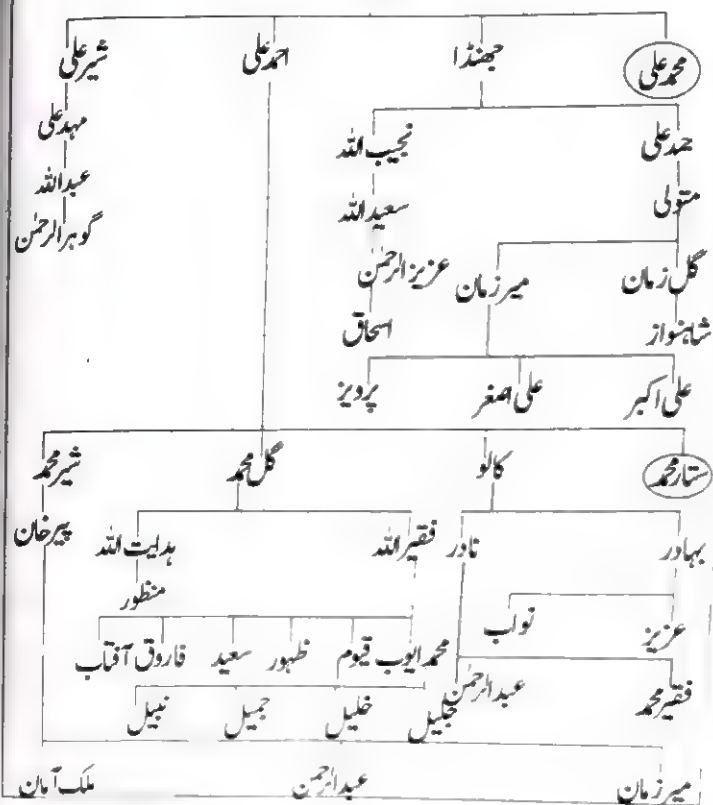 محمد علی جھنڈا احمد علی شیر علی
حمد علی نجیب اللہ مہد علی
متولی سعید اللہ عبداللہ
گوہر الرحمٰن
گل زمان میر زمان عزیز الرحمٰن
شاہنواز اسحاق
علی اکبر علی اصغر پرویز
ستار محمد کالو گل محمد شیر محمد
بہادر نادر فقیر اللہ ہدایت اللہ پیر خان
منظور
عزیز نواب
محمد ایوب قیوم ظہور سعید فاروق آفتاب
فقیر محمد عبدالرحمٰن
جلیل خلیل جمیل نبیل
میر زمان عبدالرحمٰن ملک آمان